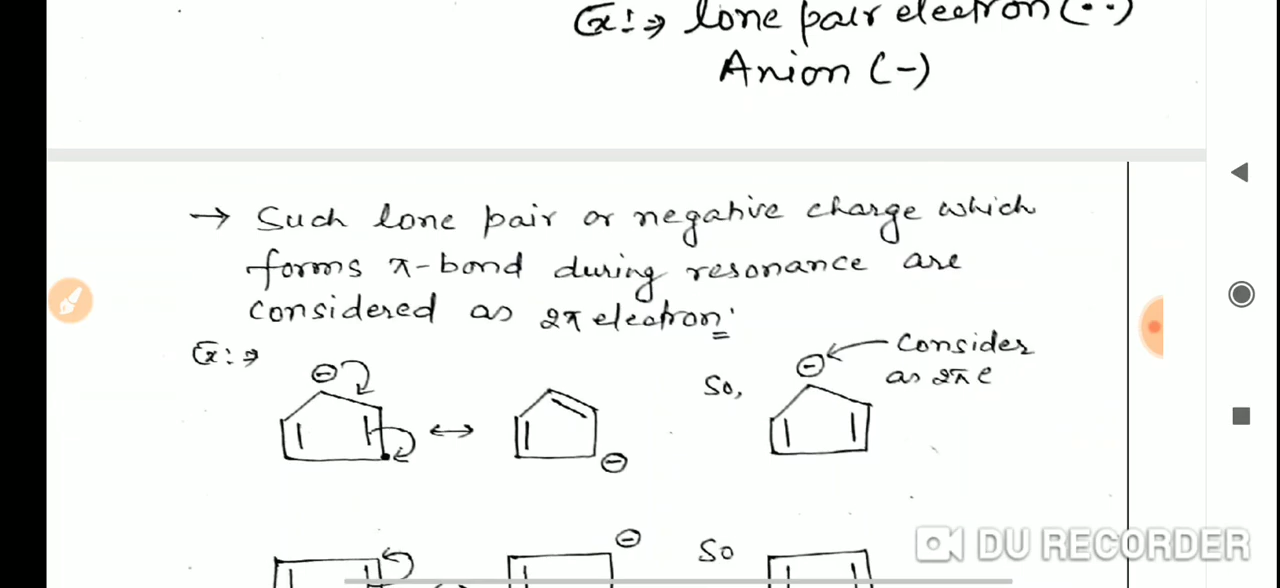 Ex:⇒ lone pair electron (··)
Anion (-)
→ Such lone pair or negative charge which
forms π-bond during resonance are
considered as 2π electron.
Ex:⇒
⊖
↔
⊖
So,
⊖ ← Consider
as 2π e
⊖
So
DU RECORDER